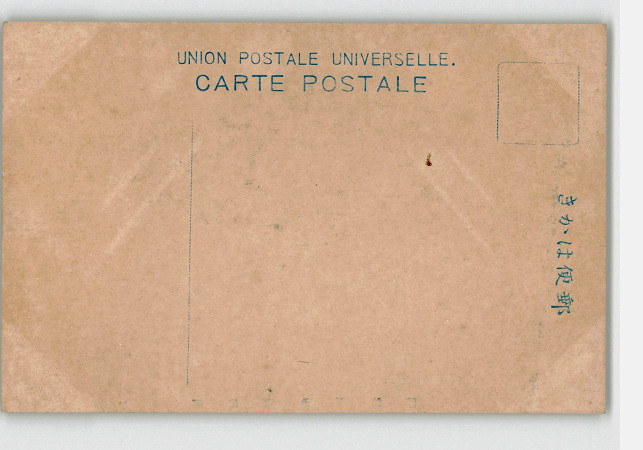 UNION POSTALE UNIVERSELLE.
CARTE POSTALE
きかは便郵